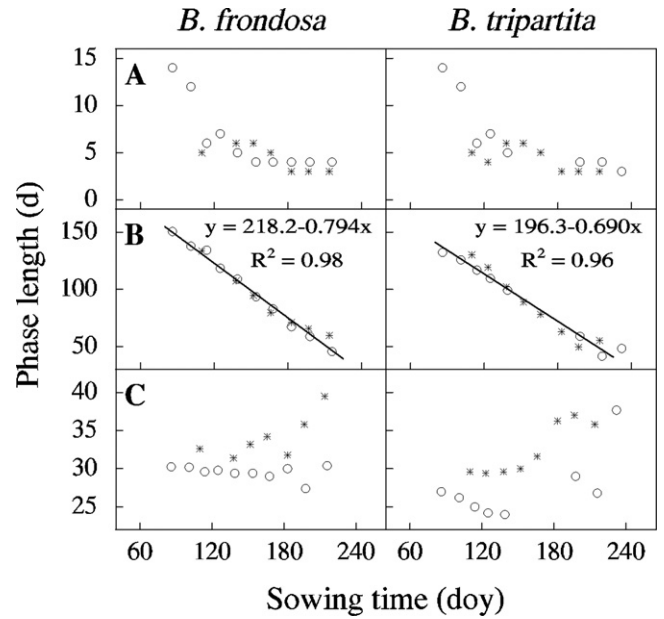 B. frondosa B. tripartita
A
15
10
5
0
Phase length (d)
B
y = 218.2-0.794x
R² = 0.98
y = 196.3-0.690x
R² = 0.96
150
100
50
C
40
35
30
25
60 120 180 240 60 120 180 240
Sowing time (doy)